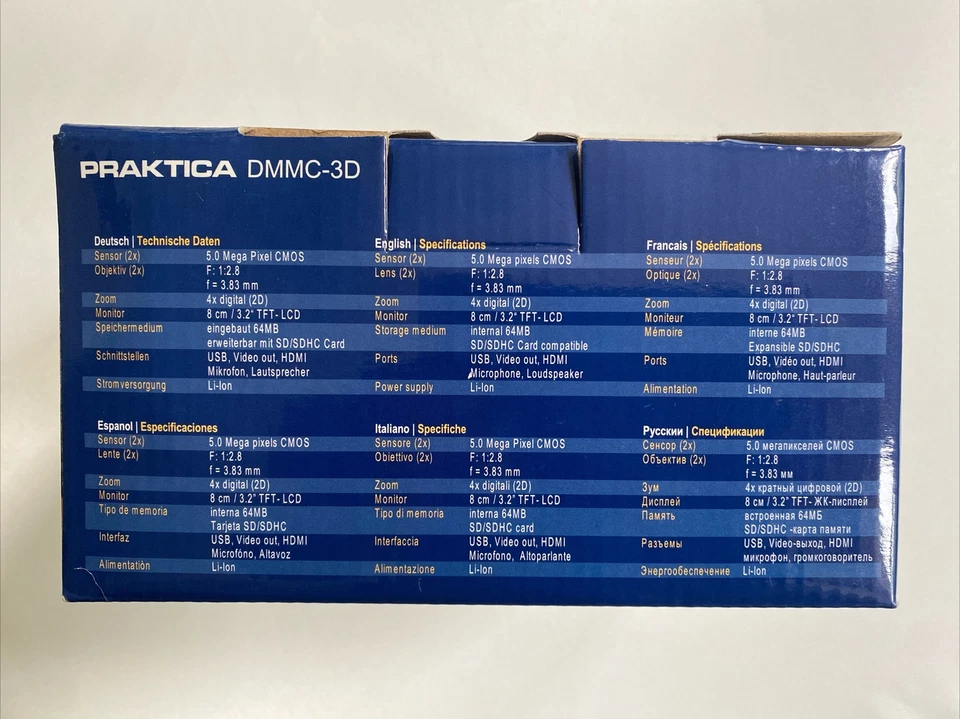 PRAKTICA DMMC-3D
Deutsch | Technische Daten
Sensor (2x) 5.0 Mega Pixel CMOS
Objektiv (2x) F: 1:2.8
f = 3.83 mm
Zoom 4x digital (2D)
Monitor 8 cm / 3.2" TFT- LCD
Speichermedium eingebaut 64MB
erweiterbar mit SD/SDHC Card
Schnittstellen USB, Video out, HDMI
Mikrofon, Lautsprecher
Stromversorgung Li-Ion
English | Specifications
Sensor (2x) 5.0 Mega pixels CMOS
Lens (2x) F: 1:2.8
f = 3.83 mm
Zoom 4x digital (2D)
Monitor 8 cm / 3.2" TFT- LCD
Storage medium internal 64MB
SD/SDHC Card compatible
Ports USB, Video out, HDMI
Microphone, Loudspeaker
Power supply Li-Ion
Francais | Spécifications
Senseur (2x) 5.0 Mega pixels CMOS
Optique (2x) F: 1:2.8
f = 3.83 mm
Zoom 4x digital (2D)
Moniteur 8 cm / 3.2" TFT- LCD
Mémoire interne 64MB
Expansible SD/SDHC
Ports USB, Vidéo out, HDMI
Microphone, Haut-parleur
Alimentation Li-Ion
Espanol | Especificaciones
Sensor (2x) 5.0 Mega pixels CMOS
Lente (2x) F: 1:2.8
f = 3.83 mm
Zoom 4x digital (2D)
Monitor 8 cm / 3.2" TFT- LCD
Tipo de memoria interna 64MB
Tarjeta SD/SDHC
Interfaz USB, Video out, HDMI
Microfóno, Altavoz
Alimentatiòn Li-Ion
Italiano | Specifiche
Sensore (2x) 5.0 Mega Pixel CMOS
Obiettivo (2x) F: 1:2.8
f = 3.83 mm
Zoom 4x digitali (2D)
Monitor 8 cm / 3.2" TFT- LCD
Tipo di memoria interna 64MB
SD/SDHC card
Interfaccia USB, Video out, HDMI
Microfono, Altoparlante
Alimentazione Li-Ion
Русскии | Спецификации
Сенсор (2x) 5.0 мегапикселей CMOS
Объектив (2x) F: 1:2.8
f = 3.83 мм
Зум 4x кратный цифровой (2D)
Дисплей 8 см / 3.2" TFT- ЖК-лисплей
Память встроенная 64МБ
SD/SDHC -карта памяти
Разъемы USB, Video-выход, HDMI
микрофон, громкоговоритель
Энергообеспечение Li-Ion